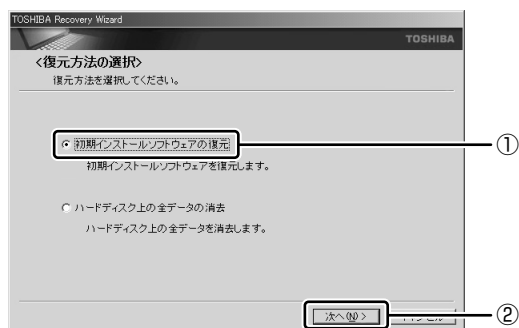 TOSHIBA Recovery Wizard
TOSHIBA
<復元方法の選択>
復元方法を選択してください。
初期インストールソフトウェアの復元
①
初期インストールソフトウェアを復元します。
ハードディスク上の全データの消去
ハードディスク上の全データを消去します。
次へ(N) >
②